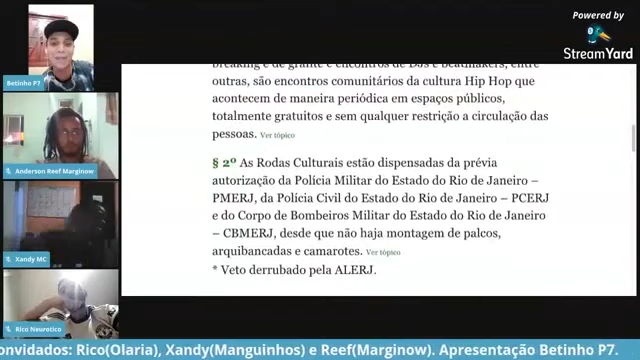 Powered by
StreamYard
Betinho P7
Anderson Reef Marginow
Xandy MC
Rico Neurotico
breaking e de grafite e encontros de DJs e beatmakers, entre
outras, são encontros comunitários da cultura Hip Hop que
acontecem de maneira periódica em espaços públicos,
totalmente gratuitos e sem qualquer restrição a circulação das
pessoas. Ver tópico
§ 2º As Rodas Culturais estão dispensadas da prévia
autorização da Polícia Militar do Estado do Rio de Janeiro –
PMERJ, da Polícia Civil do Estado do Rio de Janeiro – PCERJ
e do Corpo de Bombeiros Militar do Estado do Rio de Janeiro
– CBMERJ, desde que não haja montagem de palcos,
arquibancadas e camarotes. Ver tópico
* Veto derrubado pela ALERJ.
onvidados: Rico(Olaria), Xandy(Manguinhos) e Reef(Marginow). Apresentação Betinho P7.